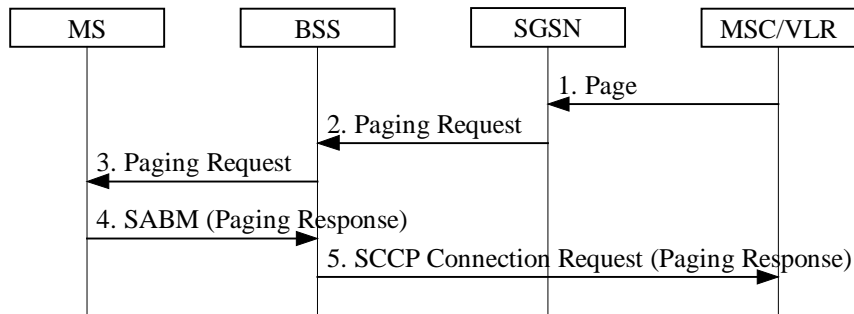 MS
BSS
SGSN
MSC/VLR
1. Page
2. Paging Request
3. Paging Request
4. SABM (Paging Response)
5. SCCP Connection Request (Paging Response)